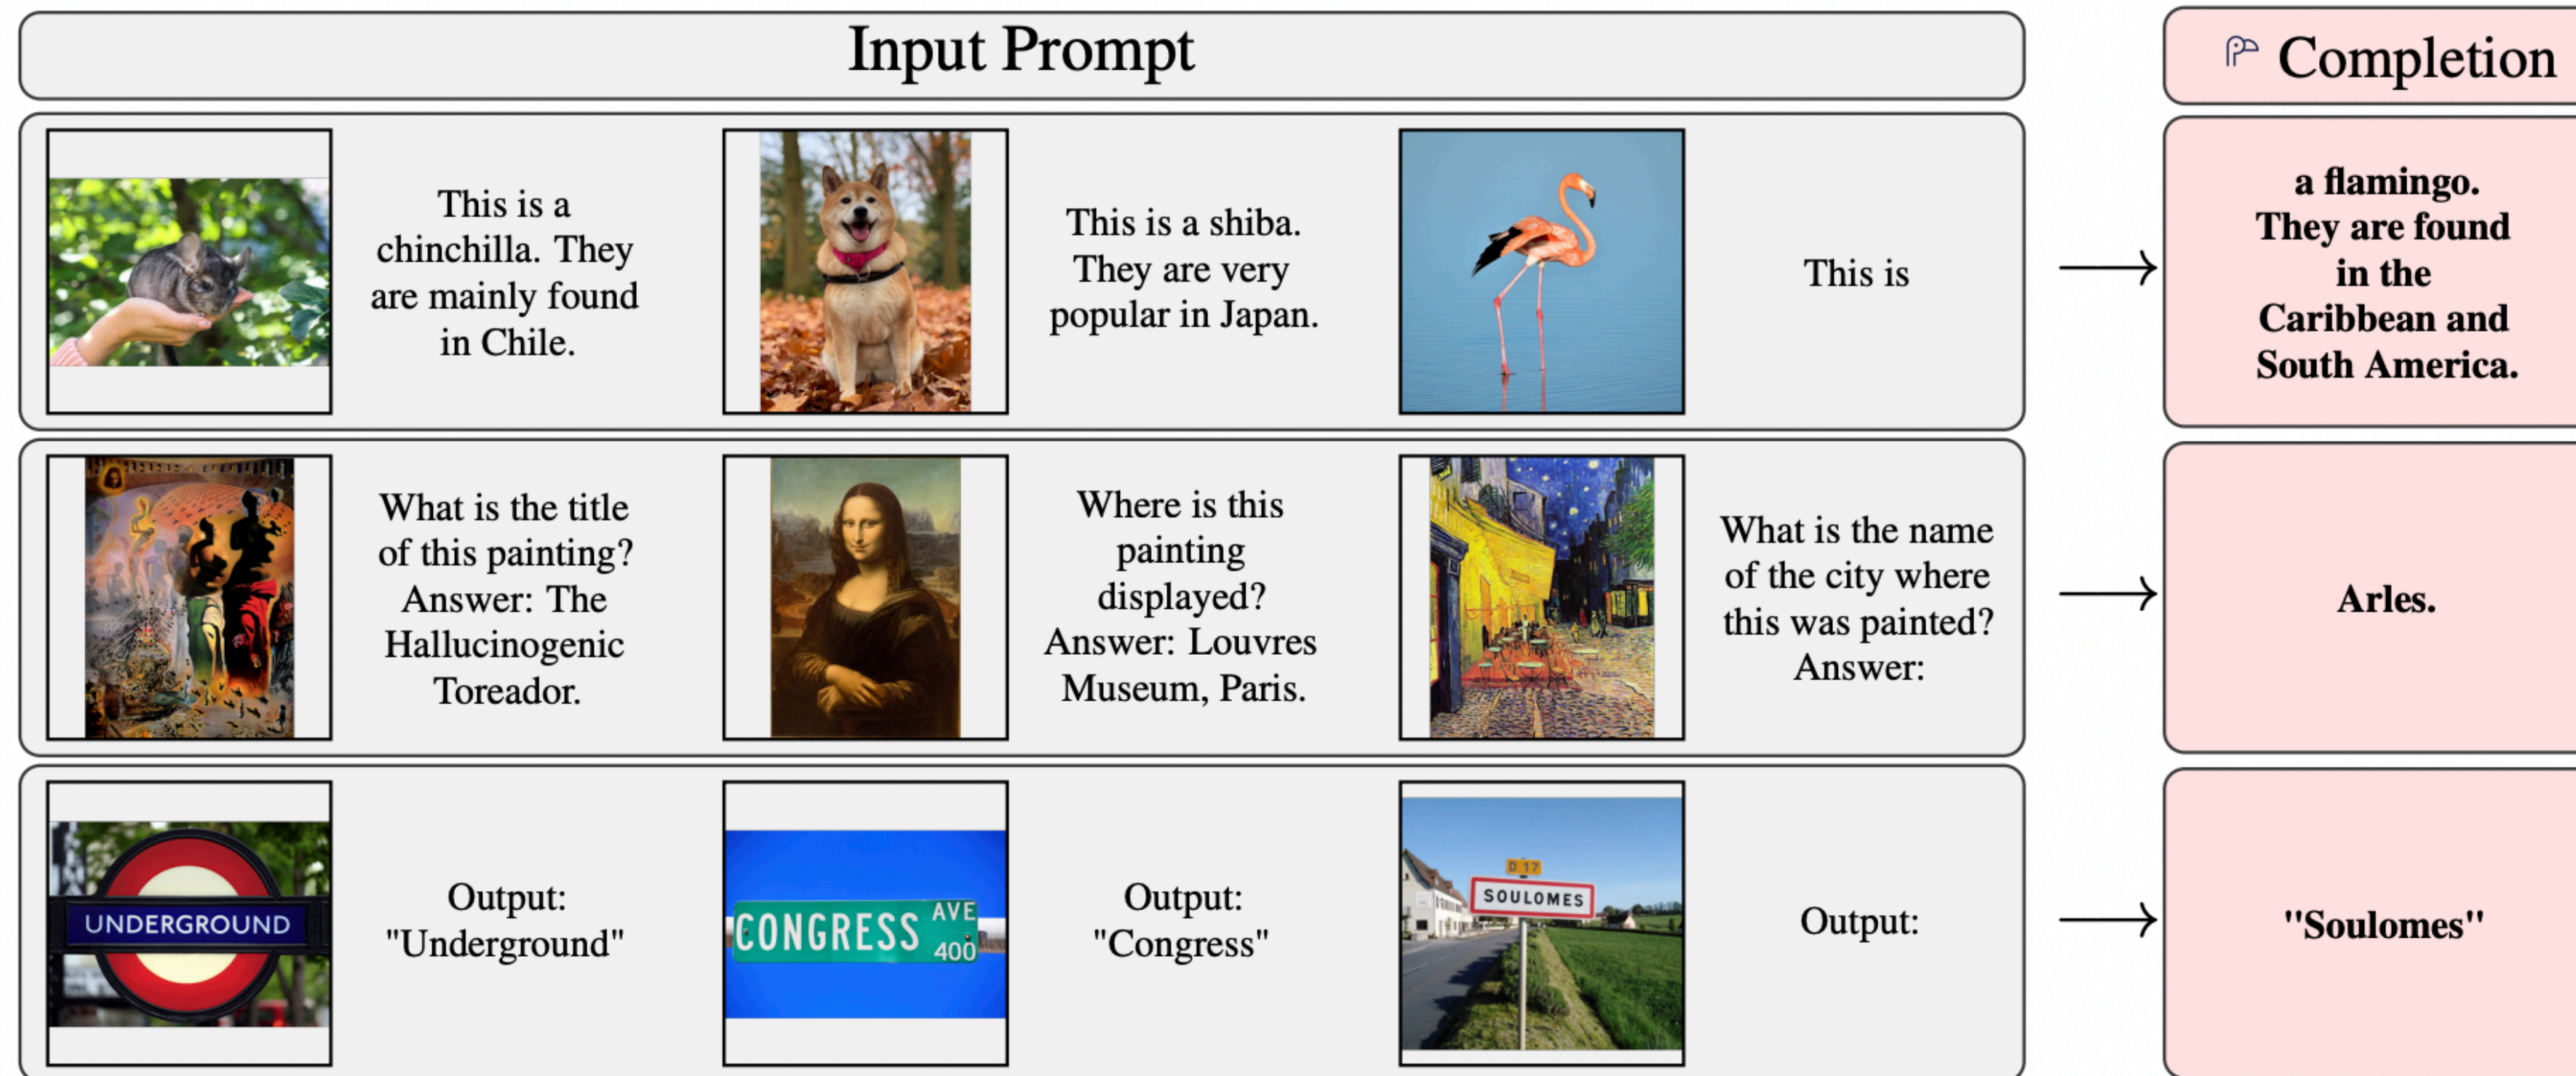 Input Prompt
Completion
This is a
chinchilla. They
are mainly found
in Chile.
This is a shiba.
They are very
popular in Japan.
This is
a flamingo.
They are found
in the
Caribbean and
South America.
What is the title
of this painting?
Answer: The
Hallucinogenic
Toreador.
Where is this
painting
displayed?
Answer: Louvres
Museum, Paris.
What is the name
of the city where
this was painted?
Answer:
Arles.
UNDERGROUND
Output:
"Underground"
CONGRESS AVE
400
Output:
"Congress"
D 17
SOULOMES
Output:
"Soulomes"